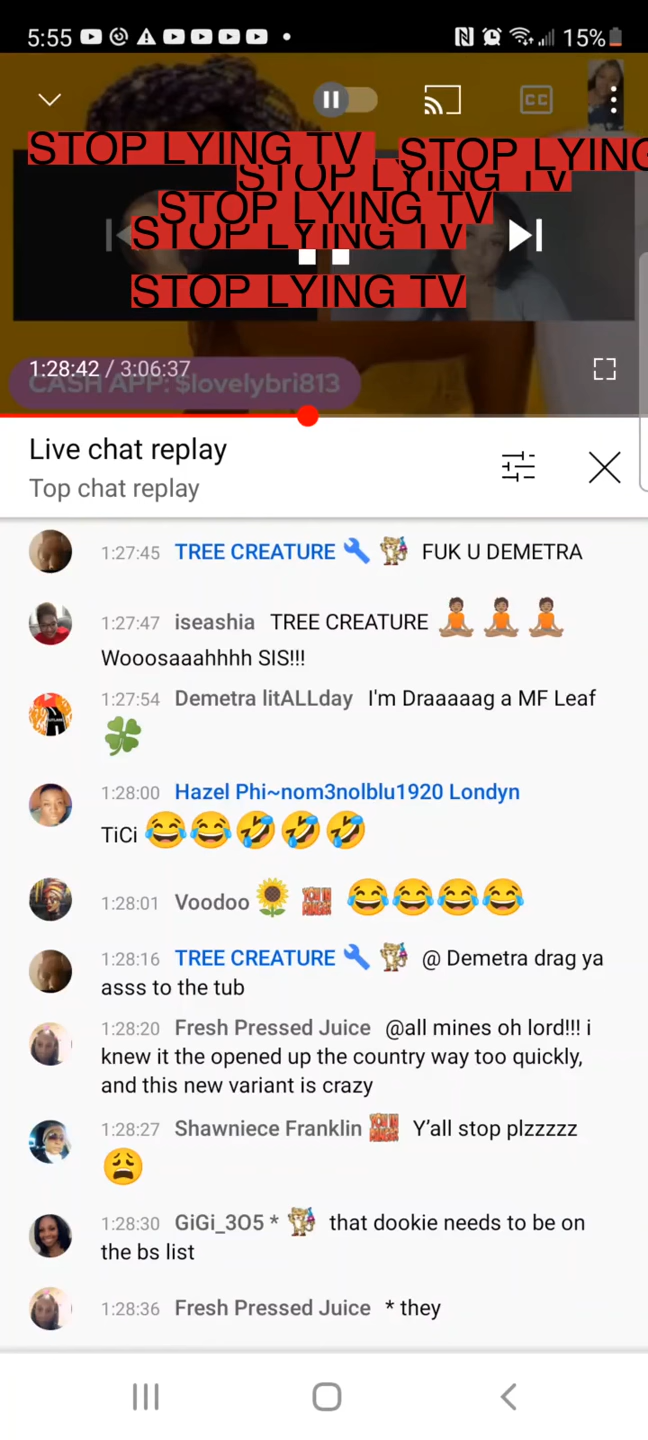 5:55
15%
CC
STOP LYING TV
STOP LYING
STOP LYING TV
STOP LYING TV
STOP LYING TV
STOP LYING TV
1:28:42 / 3:06:37
CASH APP: $lovelybri813
Live chat replay
Top chat replay
1:27:45 TREE CREATURE FUK U DEMETRA
1:27:47 iseashia TREE CREATURE
Wooosaaahhhh SIS!!!
1:27:54 Demetra litALLday I'm Draaaaag a MF Leaf
1:28:00 Hazel Phi~nom3nolblu1920 Londyn
TiCi
1:28:01 Voodoo
1:28:16 TREE CREATURE @ Demetra drag ya
asss to the tub
1:28:20 Fresh Pressed Juice @all mines oh lord!!! i
knew it the opened up the country way too quickly,
and this new variant is crazy
1:28:27 Shawniece Franklin Y'all stop plzzzzz
1:28:30 GiGi_3O5 * that dookie needs to be on
the bs list
1:28:36 Fresh Pressed Juice * they